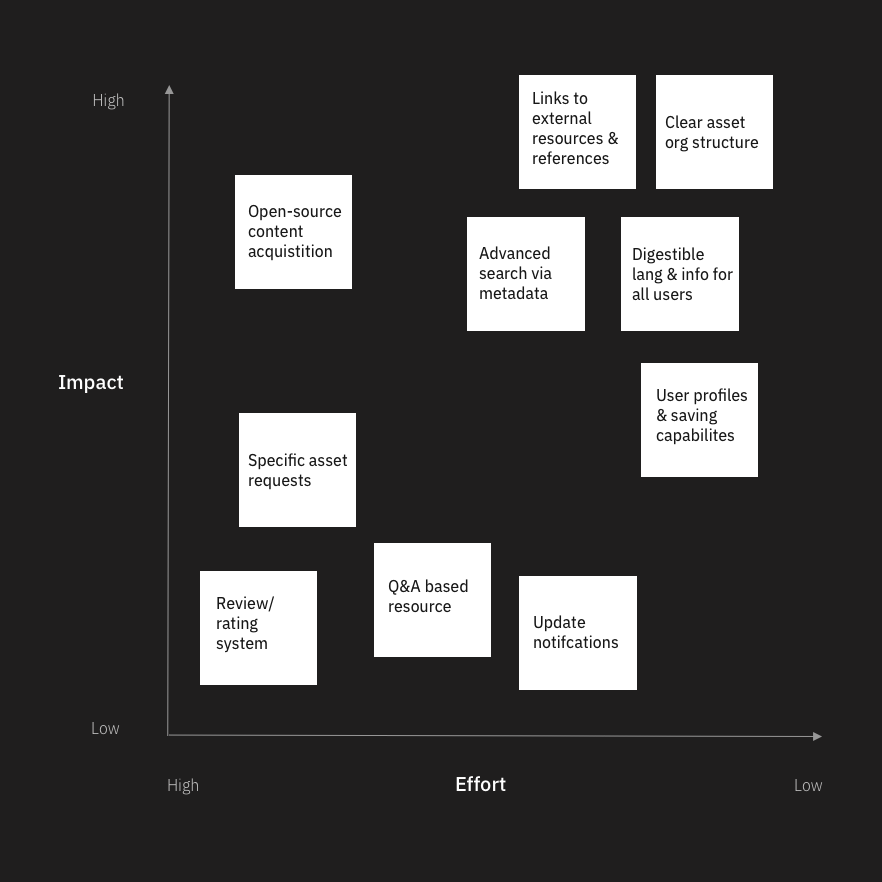 High
Links to
external
resources &
references
Clear asset
org structure
Open-source
content
acquistition
Advanced
search via
metadata
Digestible
lang & info for
all users
Impact
User profiles
& saving
capabilites
Specific asset
requests
Q&A based
resource
Review/
rating
system
Update
notifcations
Low
High
Effort
Low